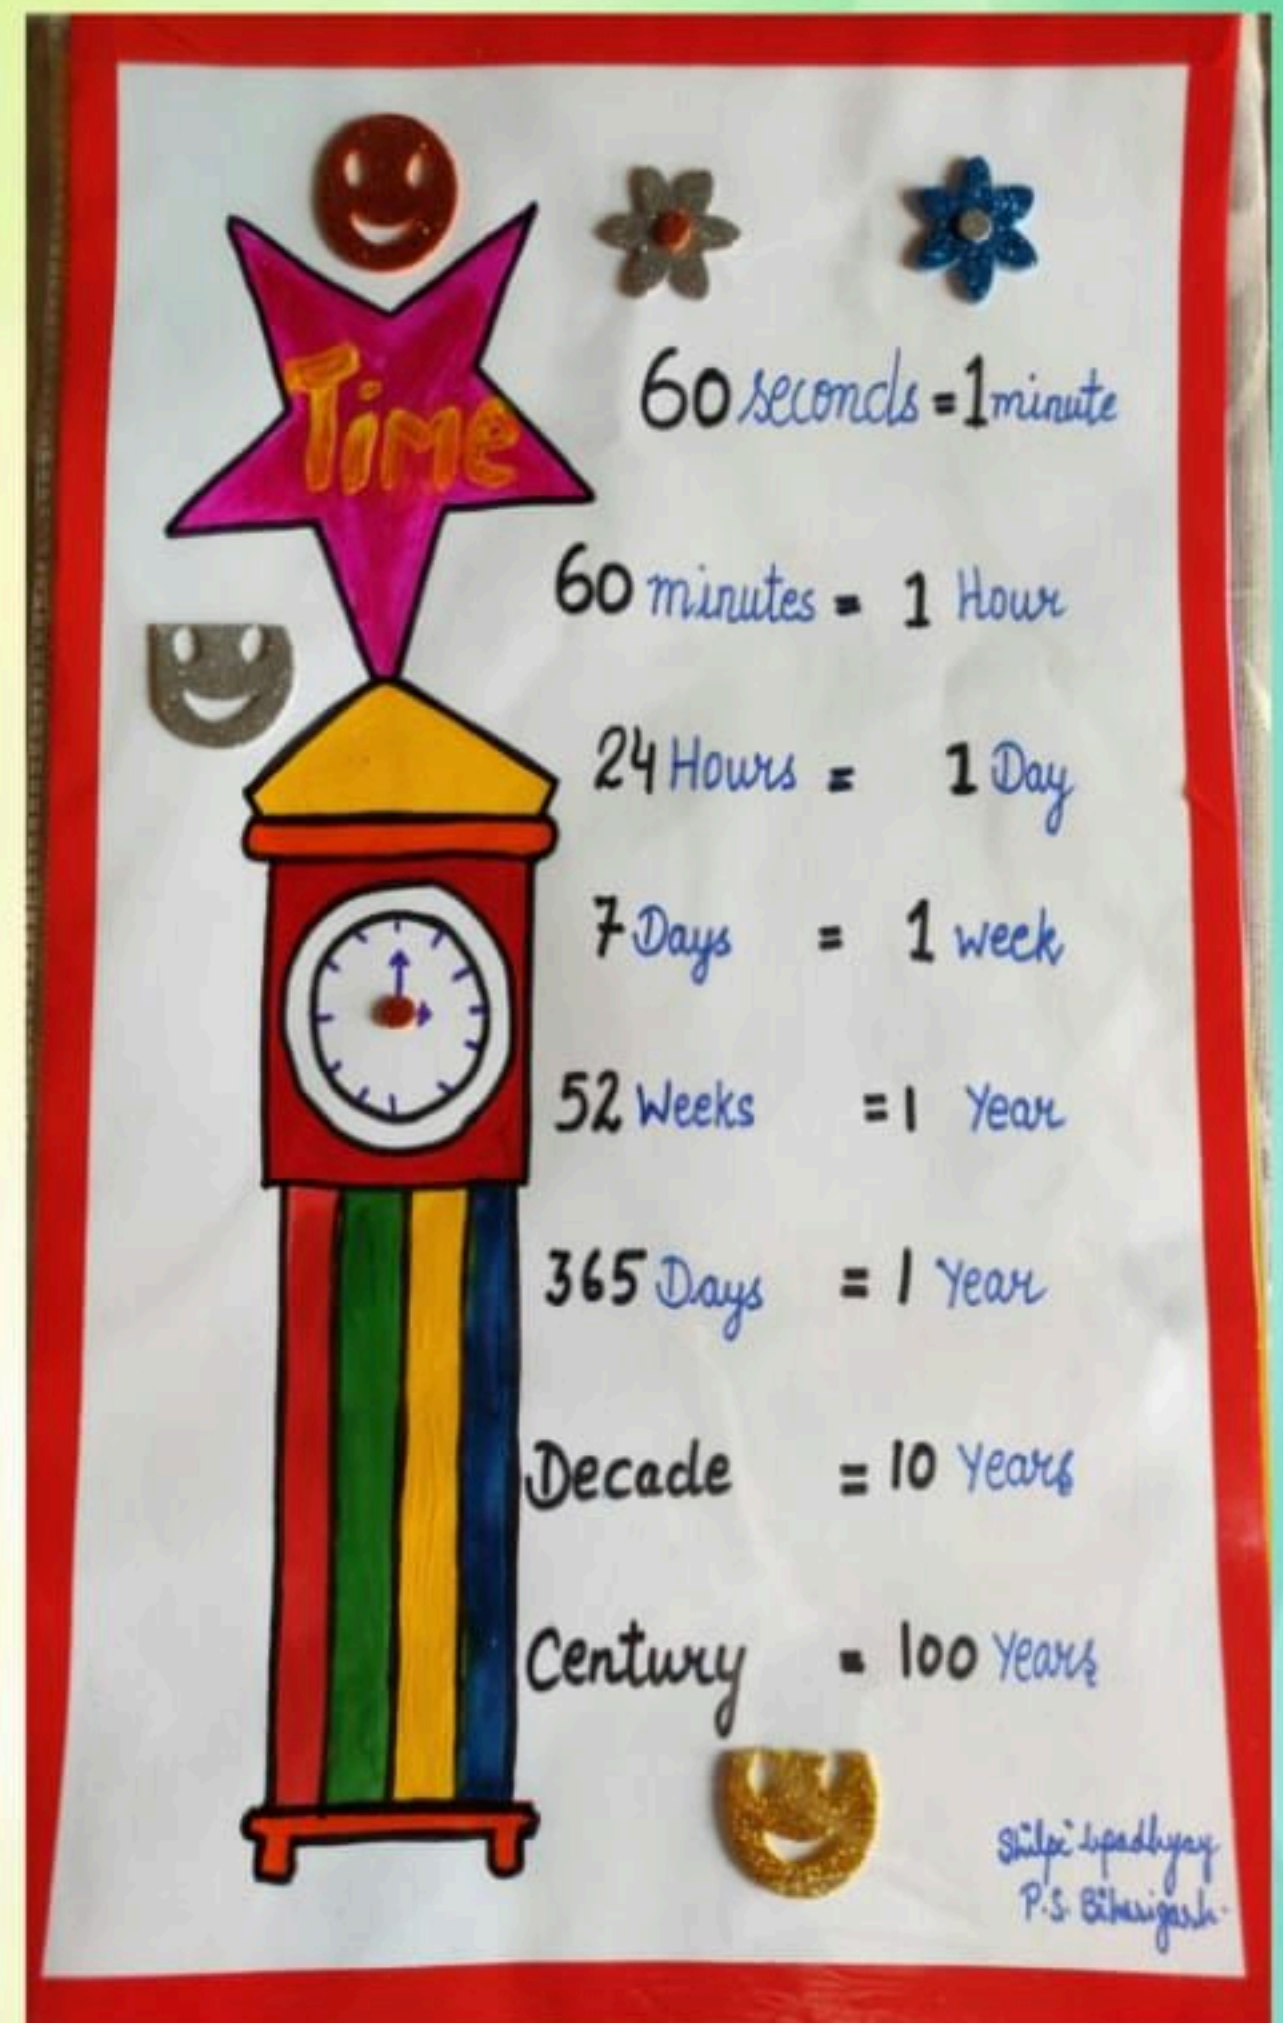 Time
60 seconds = 1 minute
60 minutes = 1 Hour
24 Hours = 1 Day
7 Days = 1 week
52 Weeks = 1 Year
365 Days = 1 Year
Decade = 10 Years
Century = 100 Years
Shilpi Upadhyay
P.S. Biharigarh